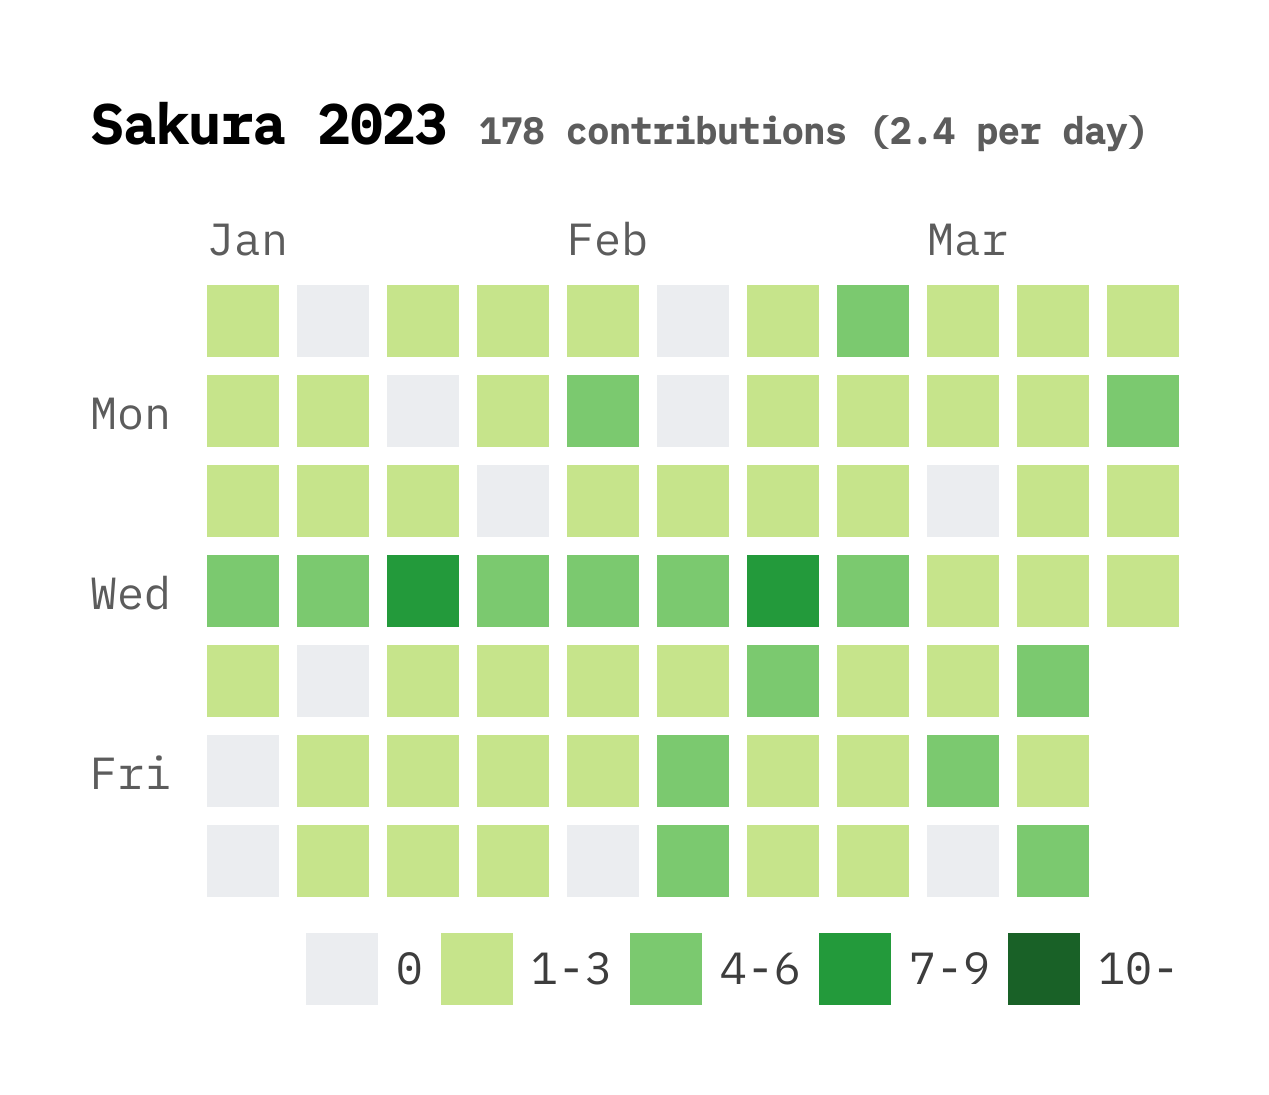 Sakura 2023 178 contributions (2.4 per day)
Jan Feb Mar
Mon
Wed
Fri
0 1-3 4-6 7-9 10-